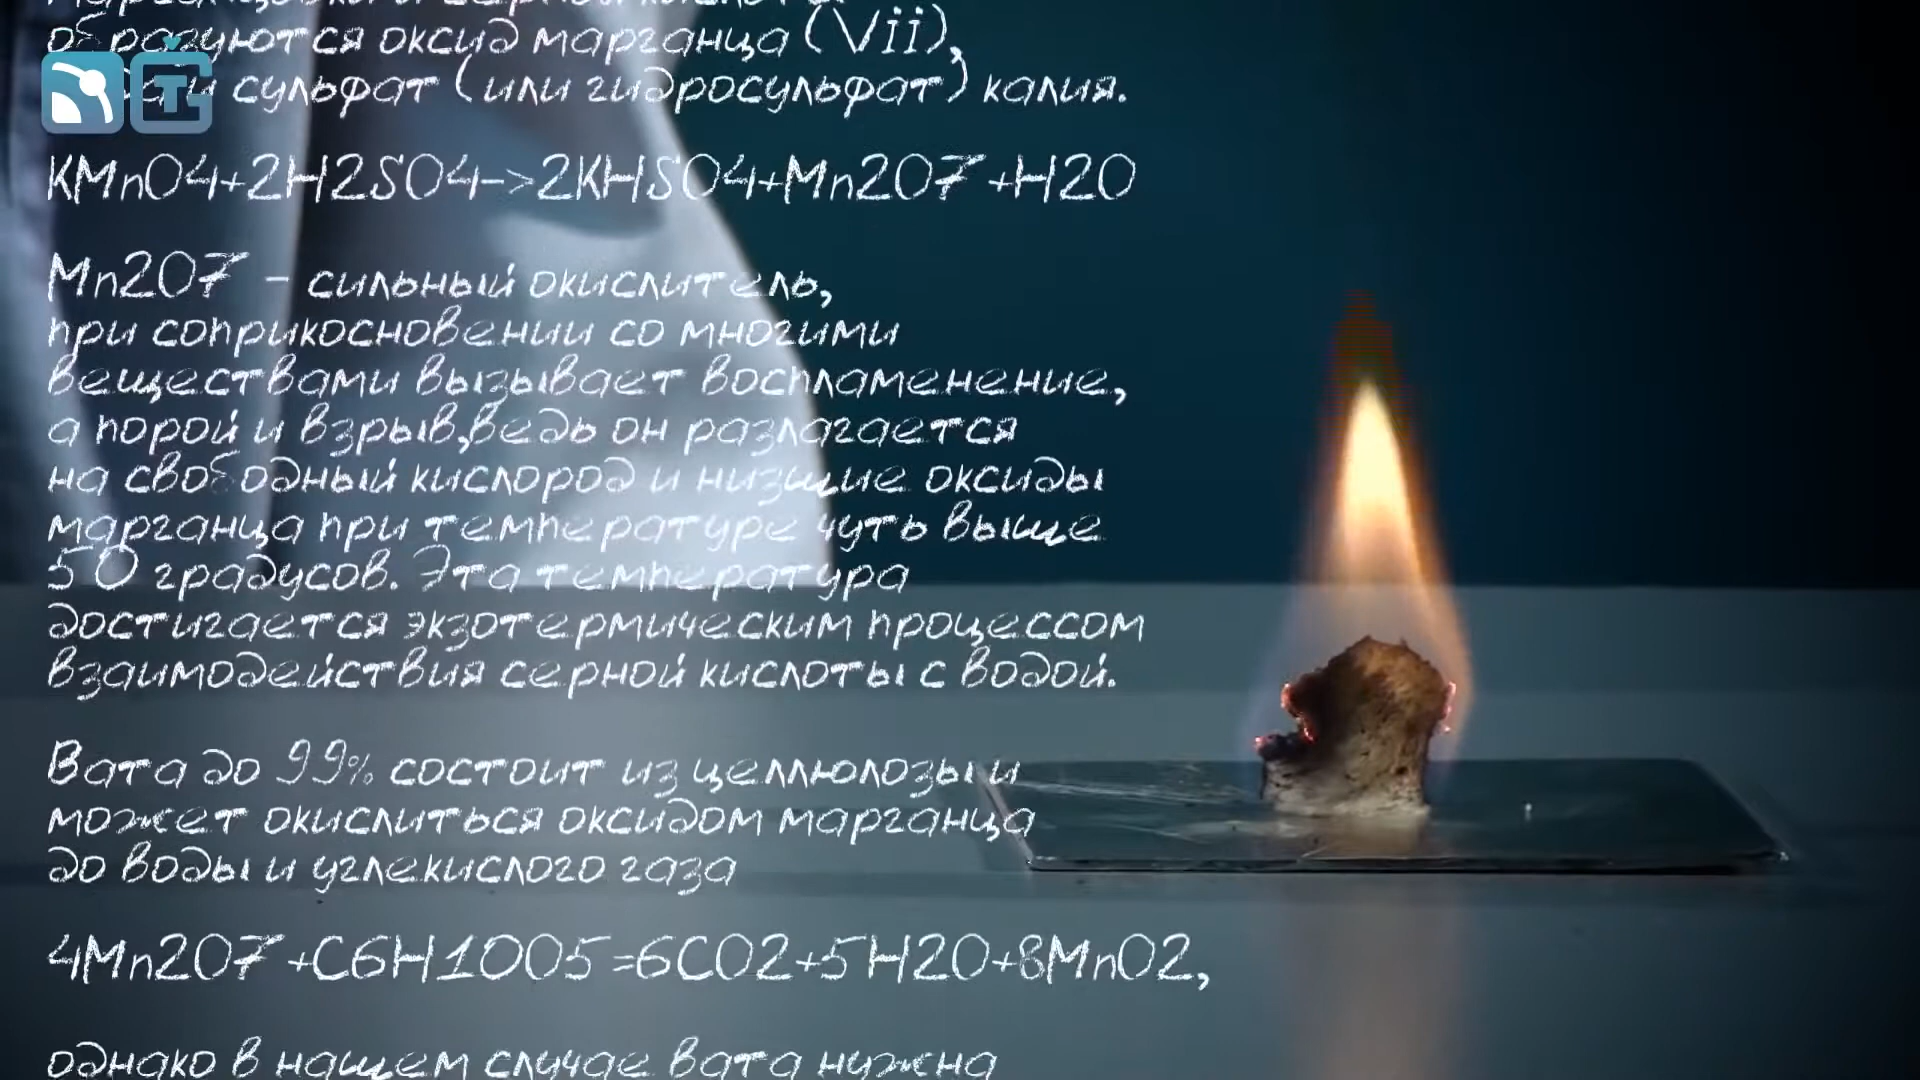 образуются оксид марганца (Vii),
сульфат (или гидросульфат) калия.
KMnO4+2H2SO4->2KHSO4+Mn2O7+H2O
Mn2O7 - сильный окислитель,
при соприкосновении со многими
веществами вызывает воспламенение,
а порой и взрыв,ведь он разлагается
на свободный кислород и низшие оксиды
марганца при температуре чуть выше
50 градусов. Эта температура
достигается экзотермическим процессом
взаимодействия серной кислоты с водой.
Вата до 99% состоит из целлюлозы и
может окислиться оксидом марганца
до воды и углекислого газа
4Mn2O7+C6H10O5=6CO2+5H2O+8MnO2,
однако в нашем случае вата нужна